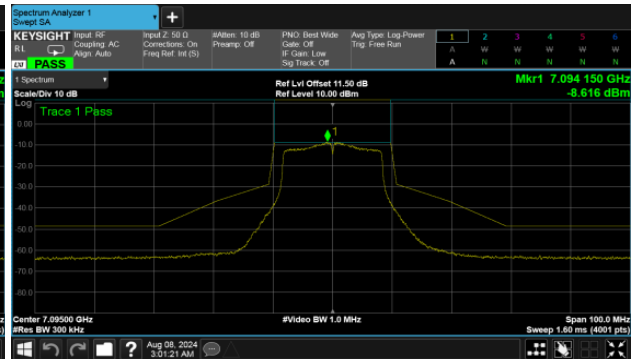 Spectrum Analyzer 1
Swept SA
+
KEYSIGHT
Input: RF
Input Z: 50 Ω
#Atten: 10 dB
PNO: Best Wide
Avg Type: Log-Power
1 2 3 4 5 6
RL
Coupling: AC
Corrections: On
Preamp: Off
Gate: Off
Trig: Free Run
A W W W W W
Align: Auto
Freq Ref: Int (S)
IF Gain: Low
Sig Track: Off
A N N N N N
LXI PASS
1 Spectrum
Ref Lvl Offset 11.50 dB
Mkr1 7.094 150 GHz
Scale/Div 10 dB
Ref Level 10.00 dBm
-8.616 dBm
Log
Trace 1 Pass
0.00
1
-10.0
-20.0
-30.0
-40.0
-50.0
-60.0
-70.0
-80.0
Center 7.09500 GHz
#Video BW 1.0 MHz
Span 100.0 MHz
#Res BW 300 kHz
Sweep 1.60 ms (4001 pts)
Aug 08, 2024
3:01:21 AM